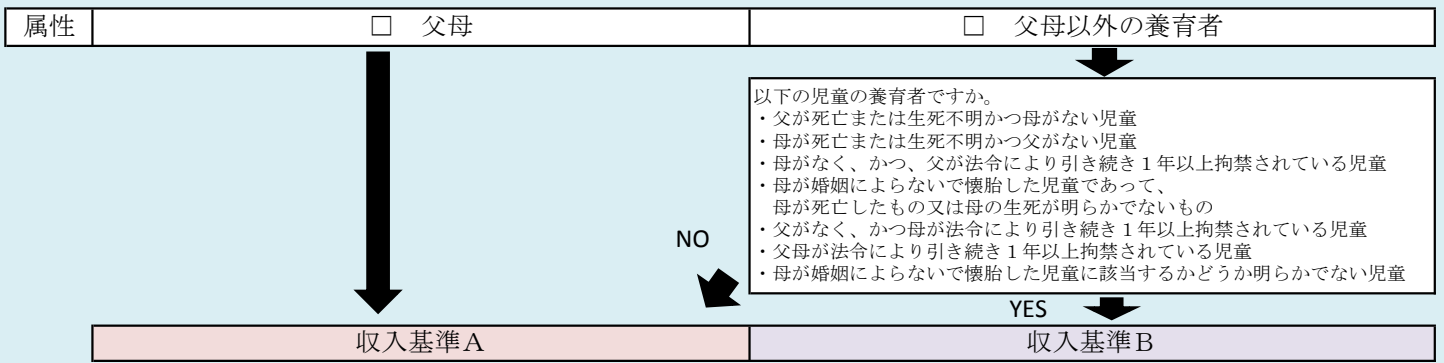 属性 □　父母 □　父母以外の養育者
以下の児童の養育者ですか。
・父が死亡または生死不明かつ母がない児童
・母が死亡または生死不明かつ父がない児童
・母がなく、かつ、父が法令により引き続き１年以上拘禁されている児童
・母が婚姻によらないで懐胎した児童であって、
　母が死亡したもの又は母の生死が明らかでないもの
・父がなく、かつ母が法令により引き続き１年以上拘禁されている児童
・父母が法令により引き続き１年以上拘禁されている児童
・母が婚姻によらないで懐胎した児童に該当するかどうか明らかでない児童
NO
YES
収入基準Ａ 収入基準Ｂ